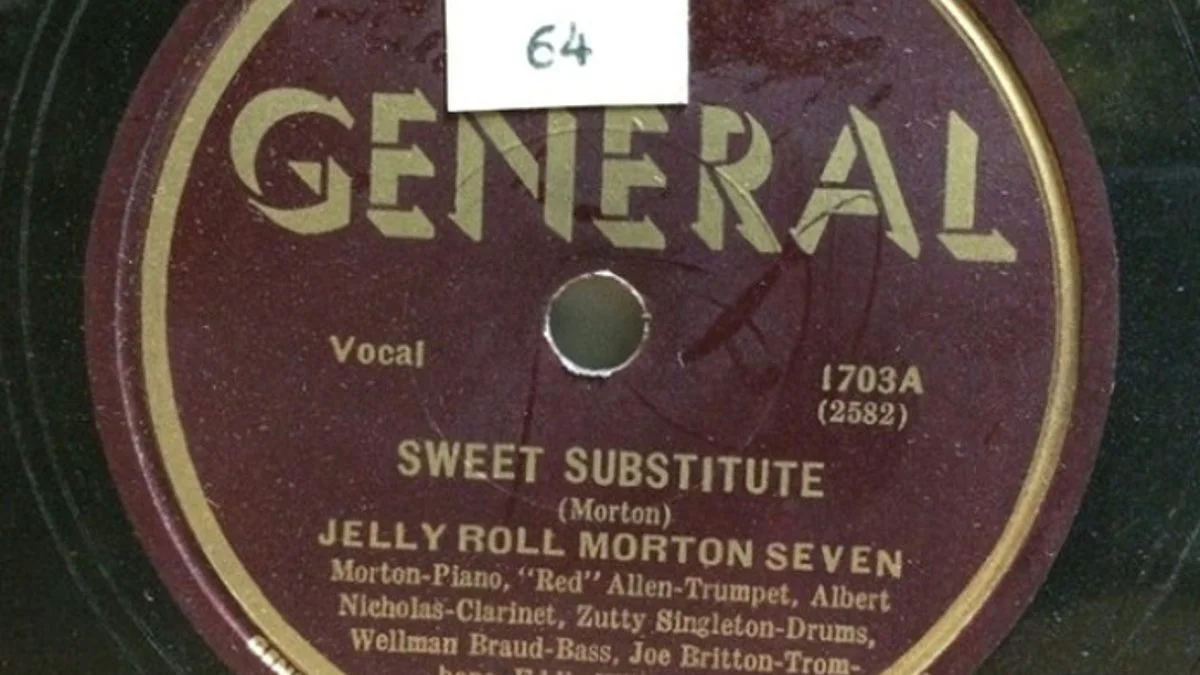 64
GENERAL
Vocal
1703A
(2582)
SWEET SUBSTITUTE
(Morton)
JELLY ROLL MORTON SEVEN
Morton-Piano, "Red" Allen-Trumpet, Albert
Nicholas-Clarinet, Zutty Singleton-Drums,
Wellman Braud-Bass, Joe Britton-Trom-